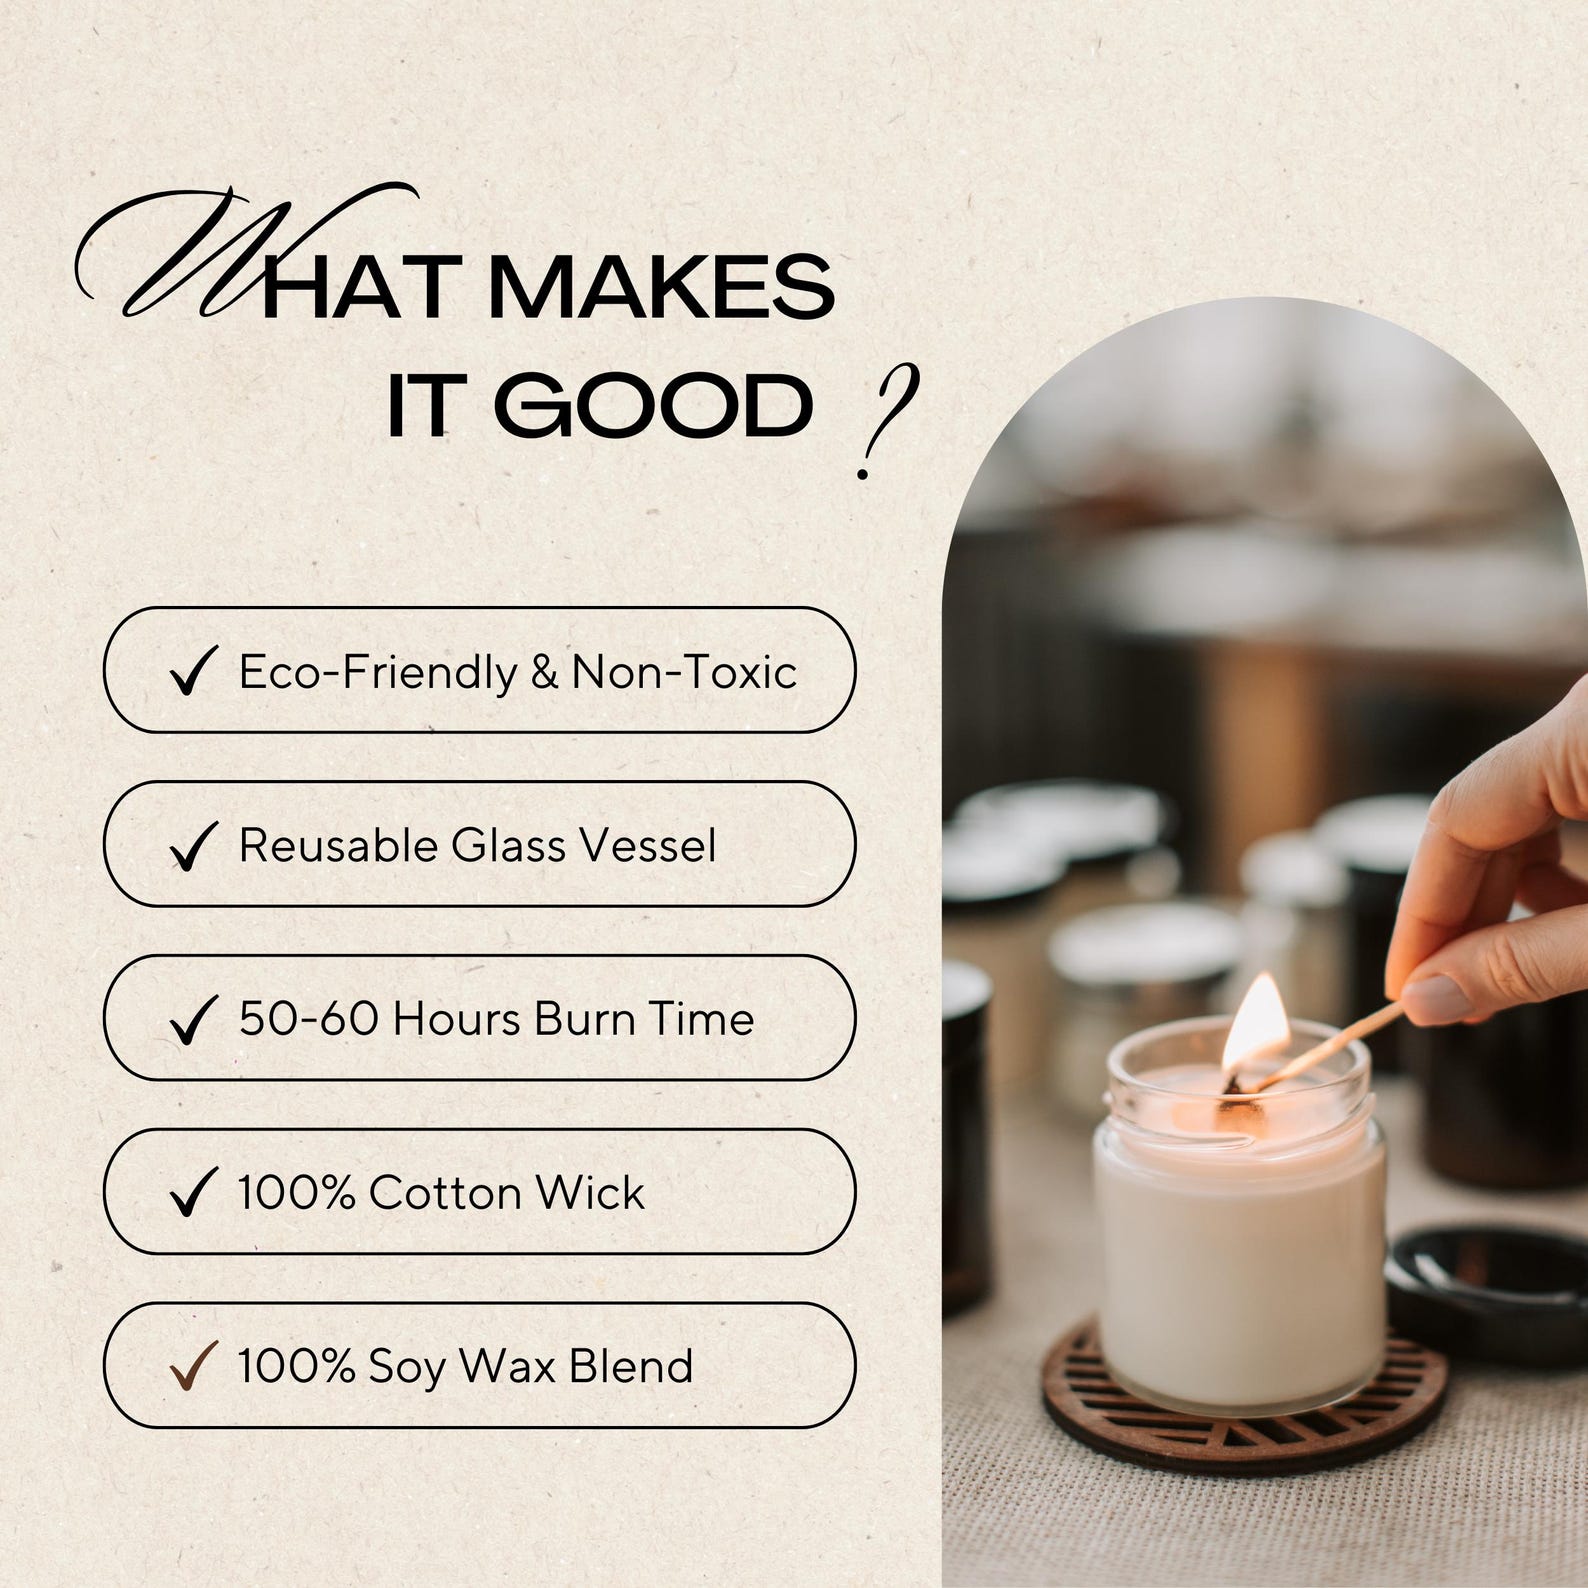 WHAT MAKES
IT GOOD ?
✓ Eco-Friendly & Non-Toxic
✓ Reusable Glass Vessel
✓ 50-60 Hours Burn Time
✓ 100% Cotton Wick
✓ 100% Soy Wax Blend